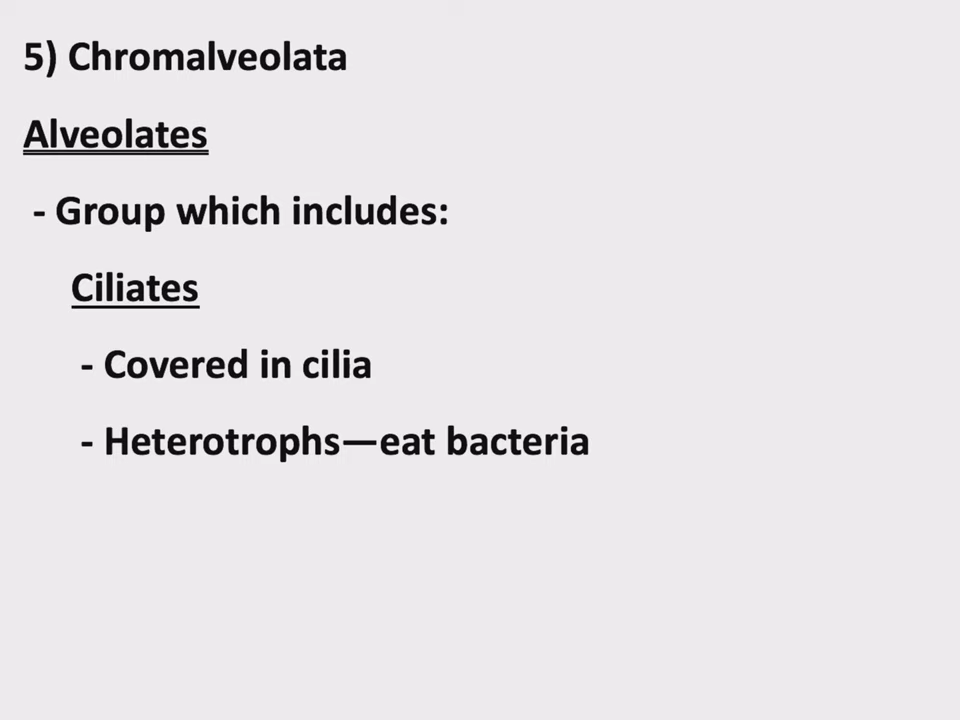 5) Chromalveolata
Alveolates
- Group which includes:
Ciliates
- Covered in cilia
- Heterotrophs—eat bacteria